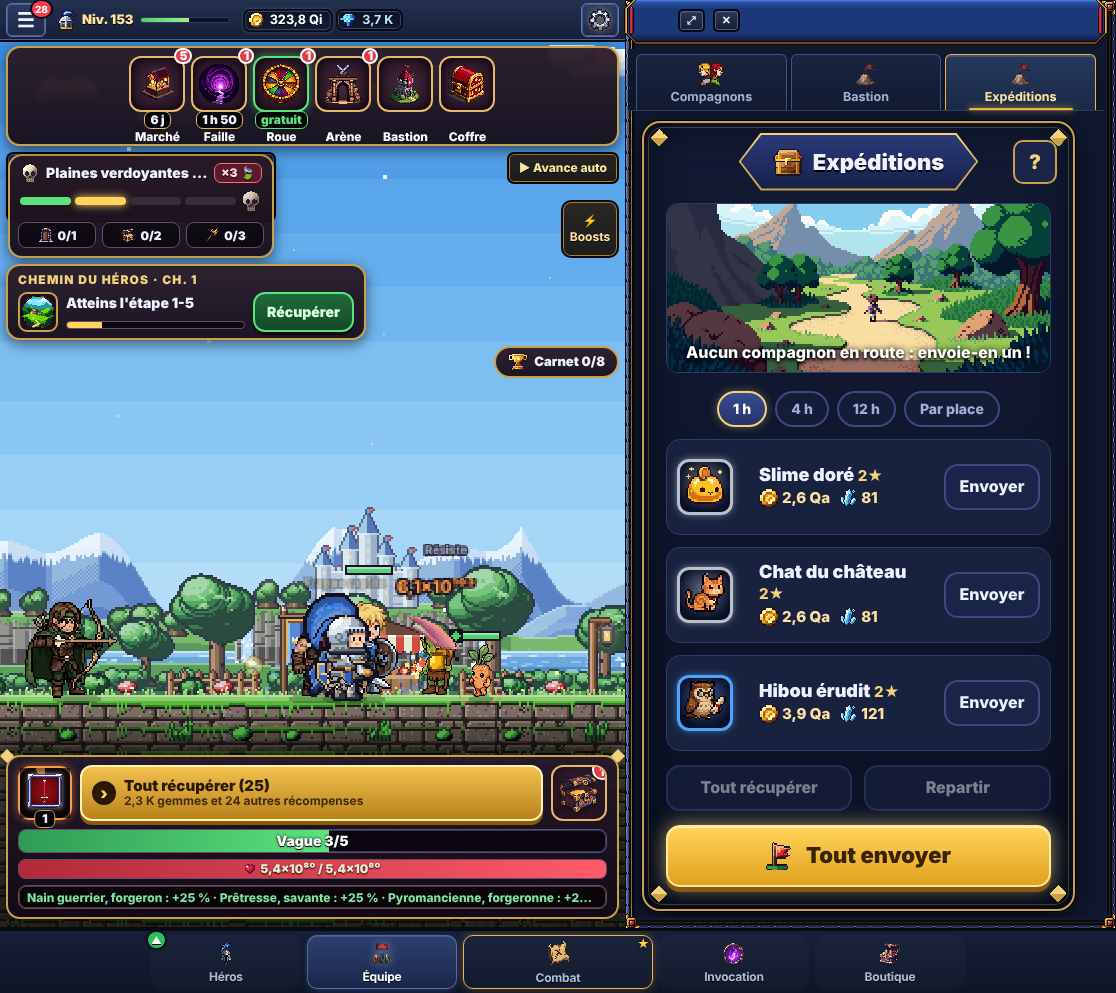 28
Niv. 153
323,8 Qi
3,7 K
5
1
1
1
6 j
1 h 50
gratuit
Marché
Faille
Roue
Arène
Bastion
Coffre
Plaines verdoyantes ...
×3
0/1
0/2
0/3
▶ Avance auto
Boosts
CHEMIN DU HÉROS · CH. 1
Atteins l'étape 1-5
Récupérer
Carnet 0/8
Résiste
Tout récupérer (25)
2,3 K gemmes et 24 autres récompenses
1
Vague 3/5
5,4×10⁸⁰ / 5,4×10⁸⁰
Nain guerrier, forgeron : +25 % · Prêtresse, savante : +25 % · Pyromancienne, forgeronne : +2...
Compagnons
Bastion
Expéditions
Expéditions
?
Aucun compagnon en route : envoie-en un !
1 h
4 h
12 h
Par place
Slime doré 2★
2,6 Qa 81
Envoyer
Chat du château
2★
2,6 Qa 81
Envoyer
Hibou érudit 2★
3,9 Qa 121
Envoyer
Tout récupérer
Repartir
Tout envoyer
Héros
Équipe
Combat
Invocation
Boutique